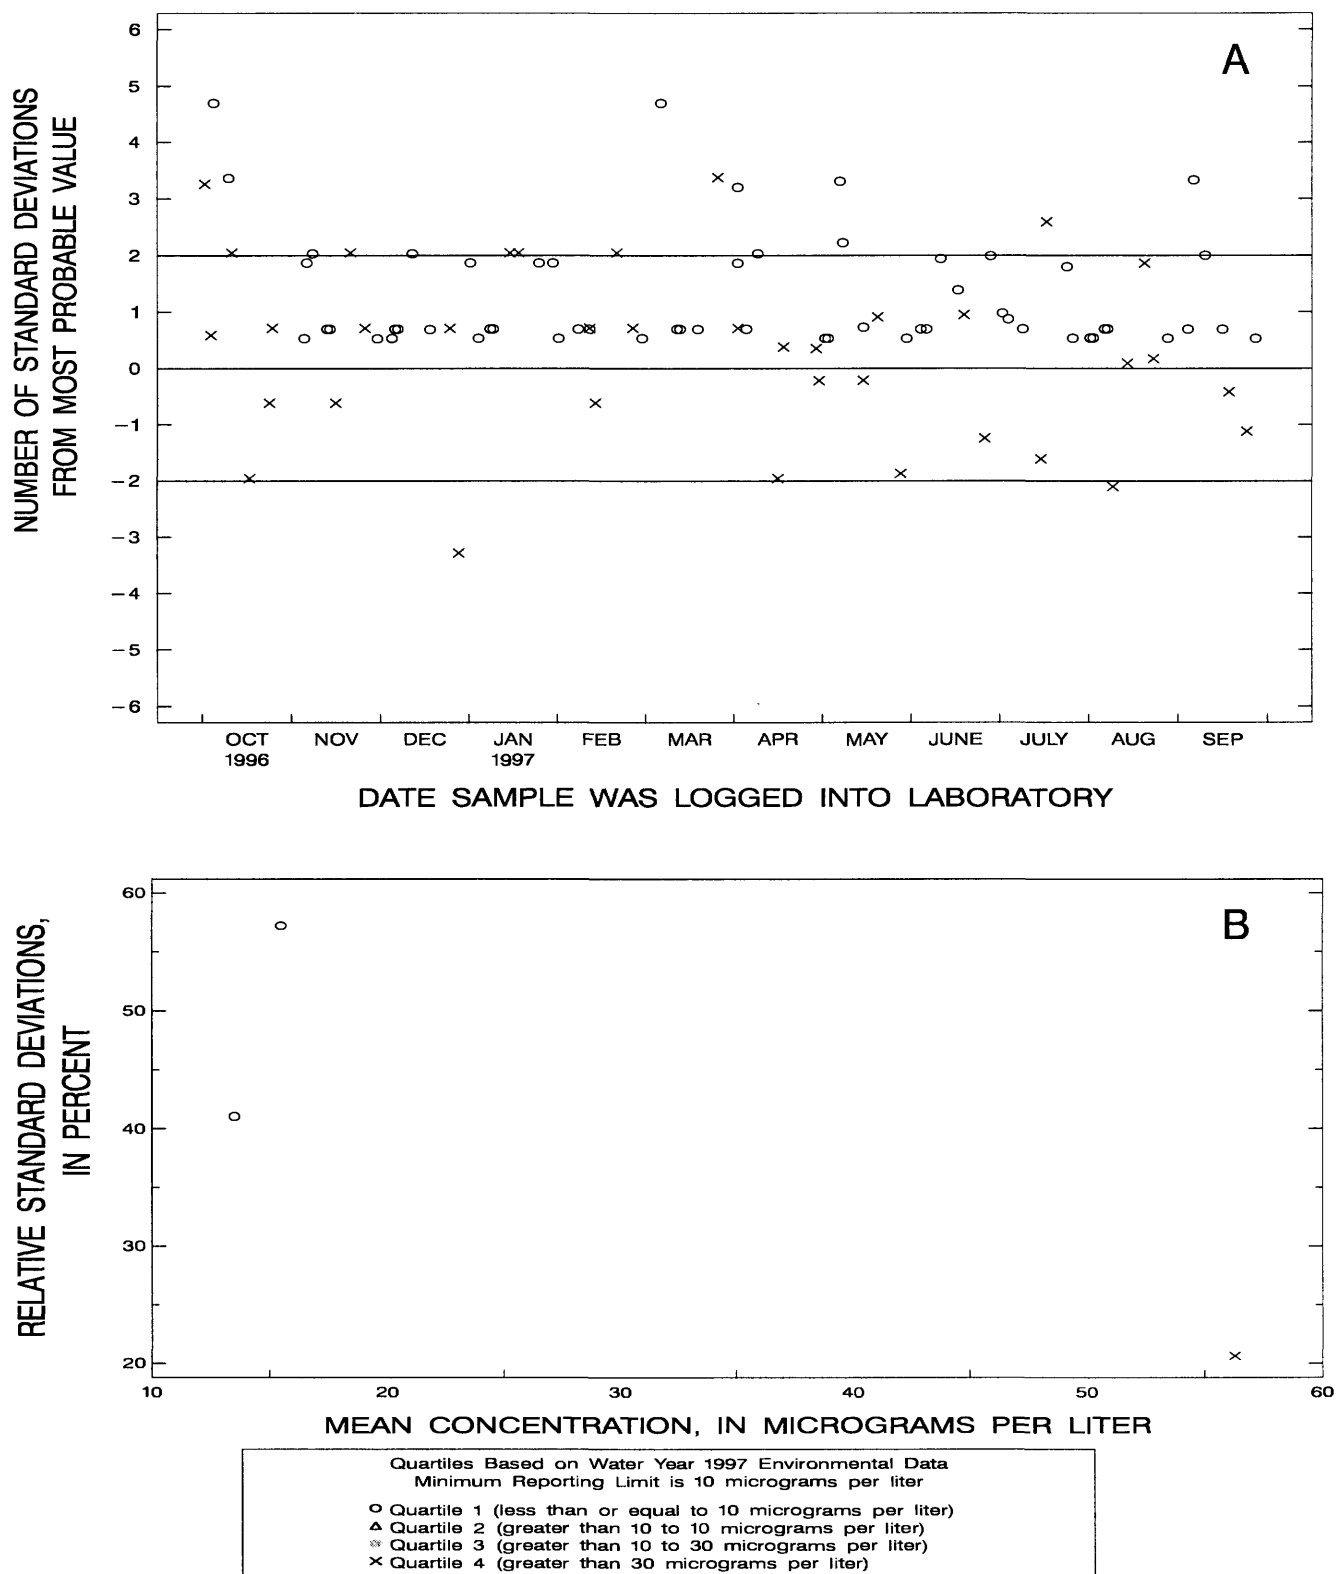 A
NUMBER OF STANDARD DEVIATIONS
FROM MOST PROBABLE VALUE
6
5
4
3
2
1
0
−1
−2
−3
−4
−5
−6
OCT NOV DEC JAN FEB MAR APR MAY JUNE JULY AUG SEP
1996 1997
DATE SAMPLE WAS LOGGED INTO LABORATORY
B
RELATIVE STANDARD DEVIATIONS,
IN PERCENT
60
50
40
30
20
10 20 30 40 50 60
MEAN CONCENTRATION, IN MICROGRAMS PER LITER
Quartiles Based on Water Year 1997 Environmental Data
Minimum Reporting Limit is 10 micrograms per liter
Quartile 1 (less than or equal to 10 micrograms per liter)
Quartile 2 (greater than 10 to 10 micrograms per liter)
Quartile 3 (greater than 10 to 30 micrograms per liter)
Quartile 4 (greater than 30 micrograms per liter)